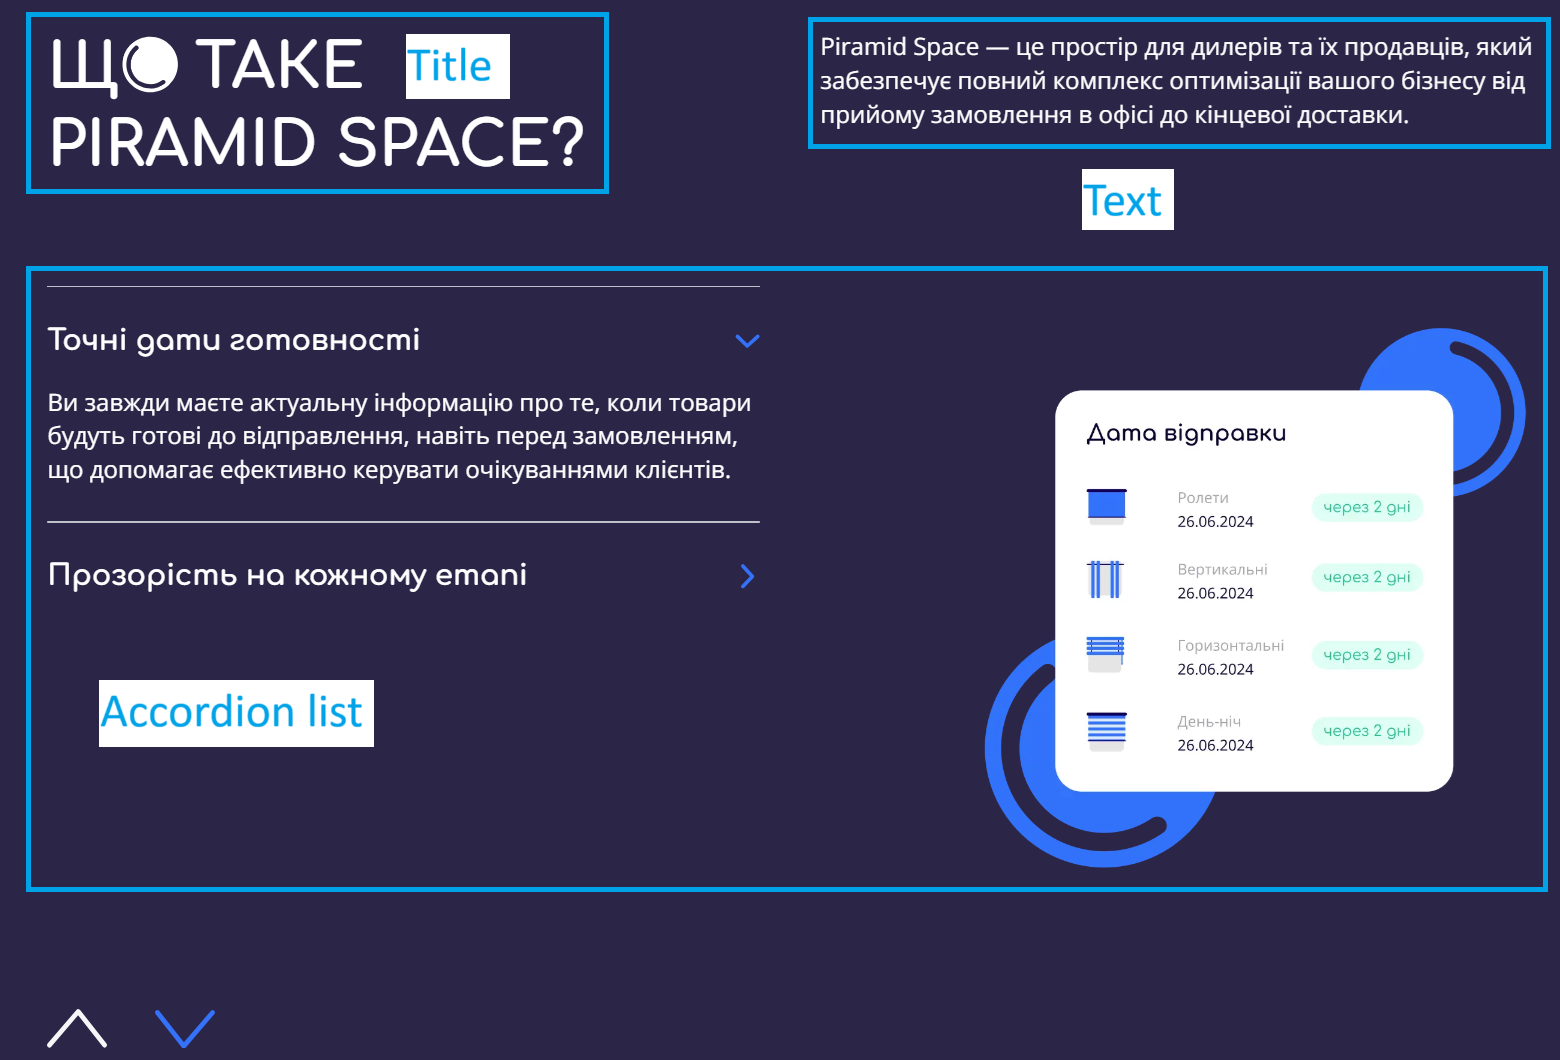 ЩО ТАКЕ
PIRAMID SPACE?
Title
Piramid Space — це простір для дилерів та їх продавців, який
забезпечує повний комплекс оптимізації вашого бізнесу від
прийому замовлення в офісі до кінцевої доставки.
Text
Точні дати готовності
Ви завжди маєте актуальну інформацію про те, коли товари
будуть готові до відправлення, навіть перед замовленням,
що допомагає ефективно керувати очікуваннями клієнтів.
Прозорість на кожному етапі
Accordion list
Дата відправки
Ролети
26.06.2024
через 2 дні
Вертикальні
26.06.2024
через 2 дні
Горизонтальні
26.06.2024
через 2 дні
День-ніч
26.06.2024
через 2 дні